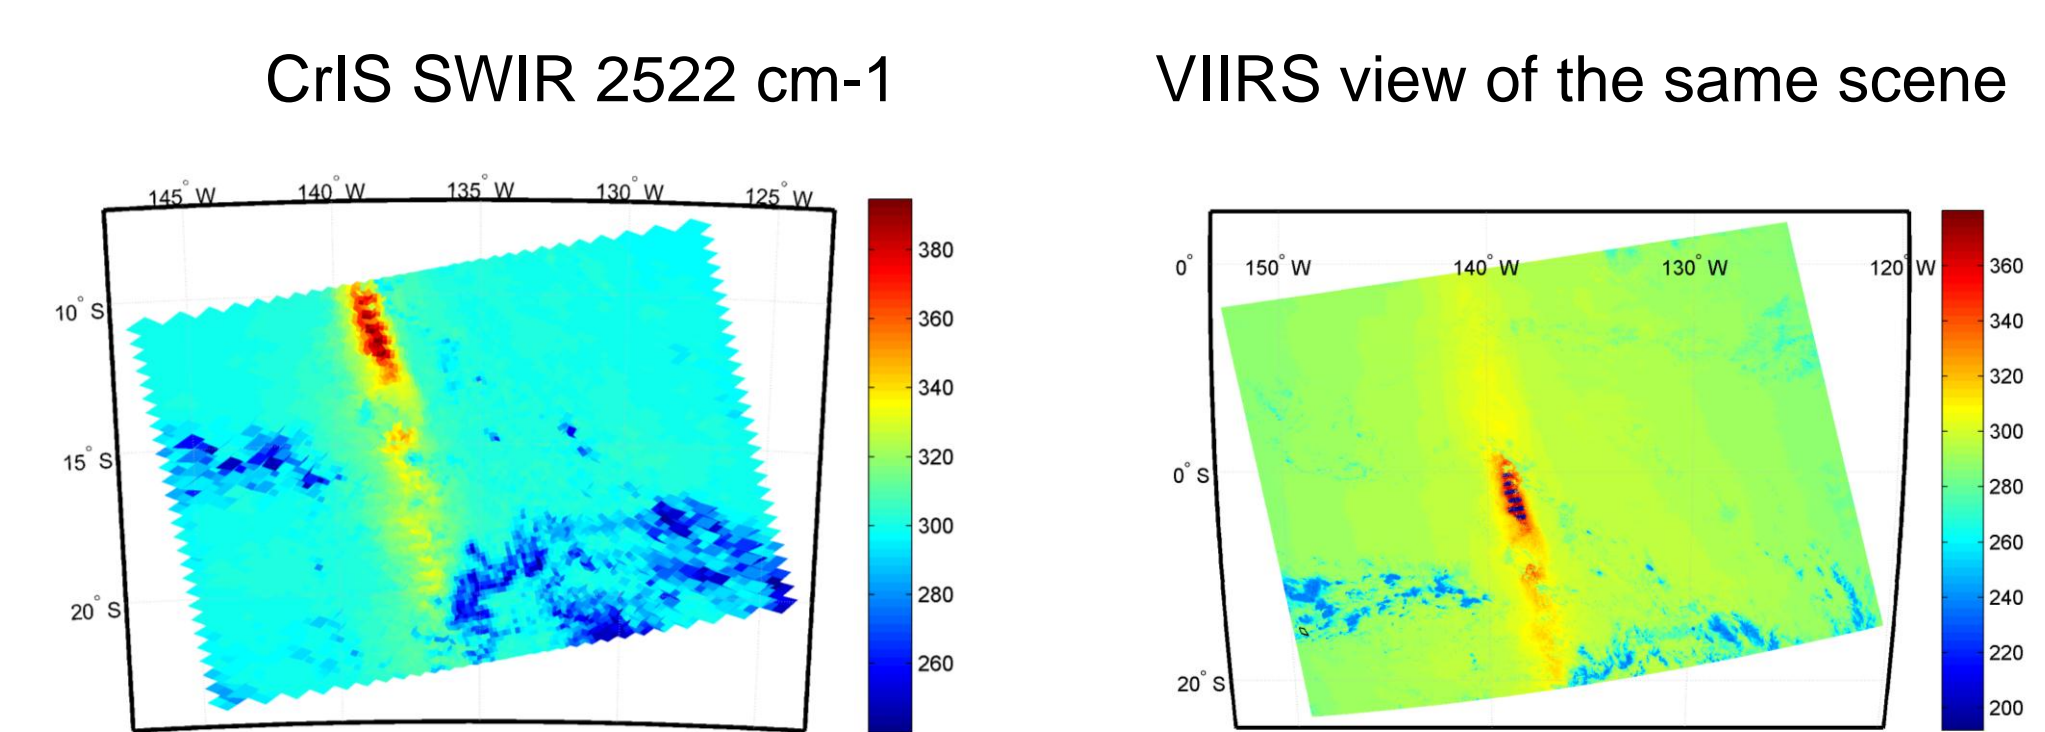 CrIS SWIR 2522 cm-1
VIIRS view of the same scene
145° W 140° W 135° W 130° W 125° W
10° S
15° S
20° S
380
360
340
320
300
280
260
0° 150° W 140° W 130° W 120° W
0° S
20° S
0
360
340
320
300
280
260
240
220
200